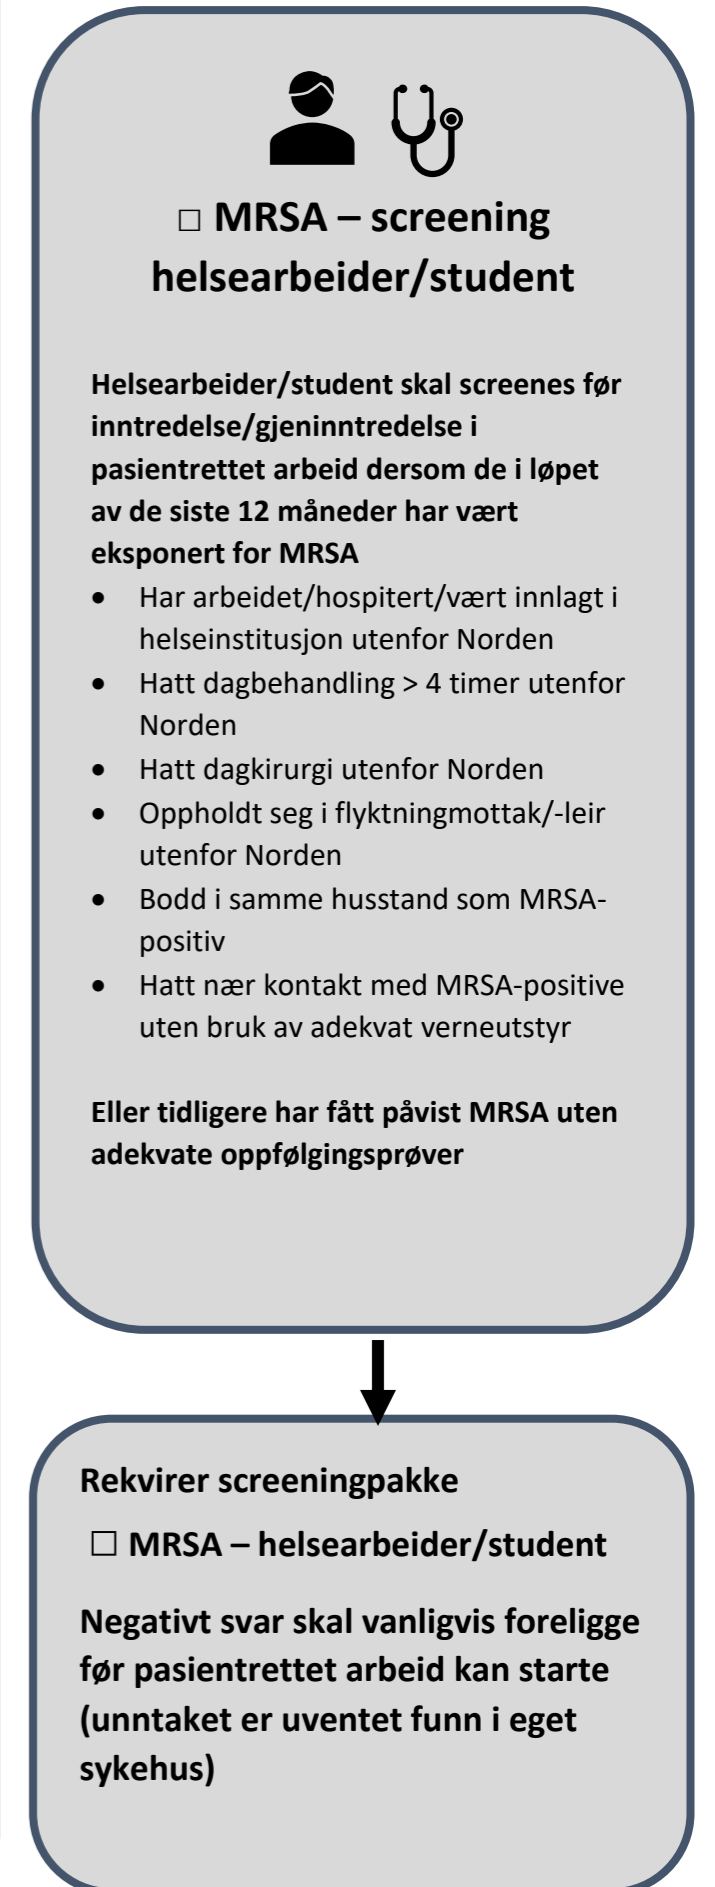 ☐ MRSA – screening
helsearbeider/student
Helsearbeider/student skal screenes før
inntredelse/gjeninntredelse i
pasientrettet arbeid dersom de i løpet
av de siste 12 måneder har vært
eksponert for MRSA
• Har arbeidet/hospitert/vært innlagt i
helseinstitusjon utenfor Norden
• Hatt dagbehandling > 4 timer utenfor
Norden
• Hatt dagkirurgi utenfor Norden
• Oppholdt seg i flyktningmottak/-leir
utenfor Norden
• Bodd i samme husstand som MRSA-
positiv
• Hatt nær kontakt med MRSA-positive
uten bruk av adekvat verneutstyr
Eller tidligere har fått påvist MRSA uten
adekvate oppfølgingsprøver
Rekvirer screeningpakke
☐ MRSA – helsearbeider/student
Negativt svar skal vanligvis foreligge
før pasientrettet arbeid kan starte
(unntaket er uventet funn i eget
sykehus)